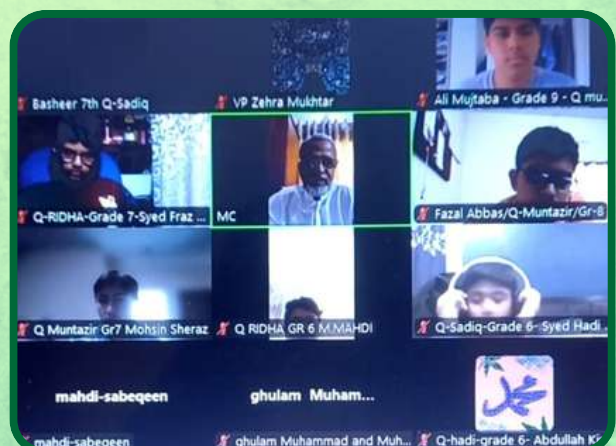 Basheer 7th Q-Sadiq
VP Zehra Mukhtar
Ali Mujtaba - Grade 9 - Q mu...
Q-RIDHA-Grade 7-Syed Fraz ...
MC
Fazal Abbas/Q-Muntazir/Gr-8
Q Muntazir Gr7 Mohsin Sheraz
Q RIDHA GR 6 M.MAHDI
Q-Sadiq-Grade 6- Syed Hadi
mahdi-sabeqeen
ghulam Muham...
mahdi-sabeqeen
ghulam Muhammad and Muh...
Q-hadi-grade 6- Abdullah